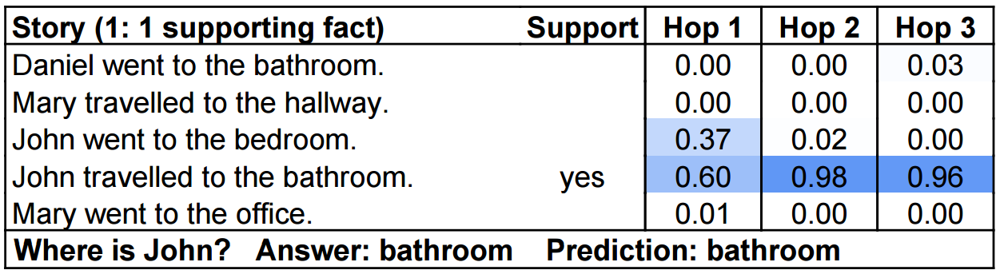 Story (1: 1 supporting fact) Support Hop 1 Hop 2 Hop 3
Daniel went to the bathroom. 0.00 0.00 0.03
Mary travelled to the hallway. 0.00 0.00 0.00
John went to the bedroom. 0.37 0.02 0.00
John travelled to the bathroom. yes 0.60 0.98 0.96
Mary went to the office. 0.01 0.00 0.00
Where is John? Answer: bathroom Prediction: bathroom